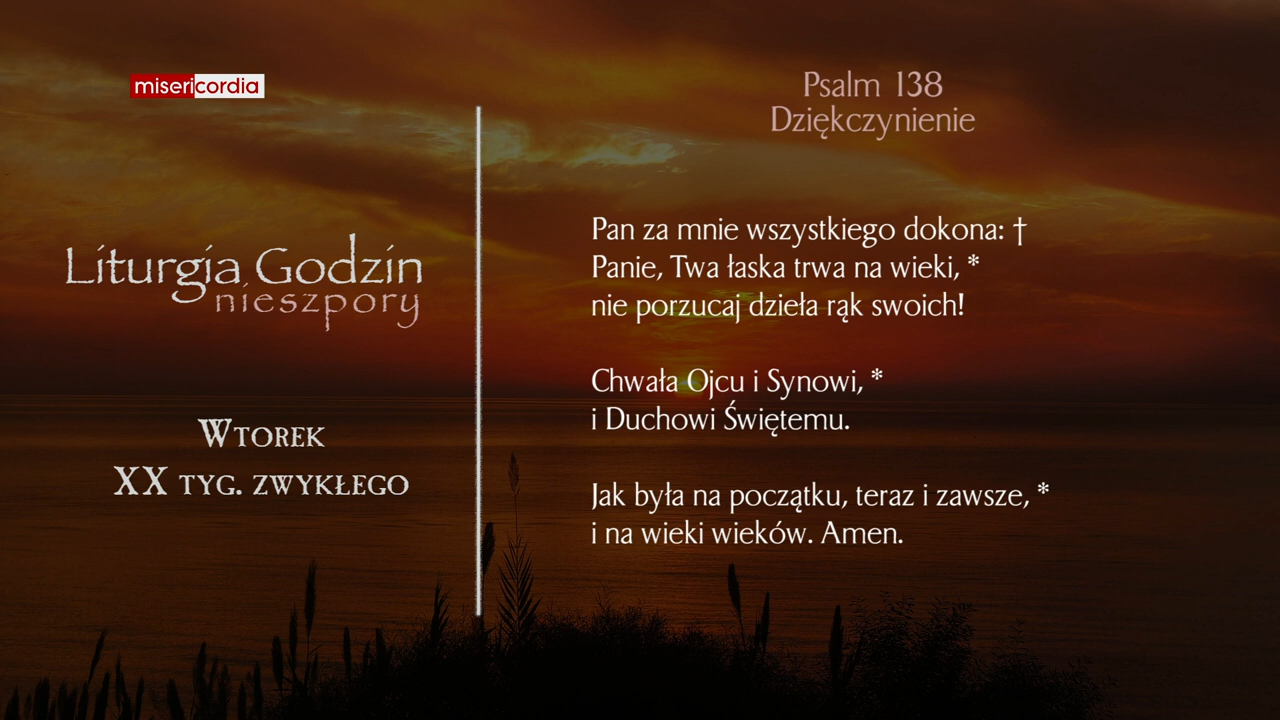 misericordia
Liturgia Godzin
nieszpory
Wtorek
XX tyg. zwykłego
Psalm 138
Dziękczynienie
Pan za mnie wszystkiego dokona: †
Panie, Twa łaska trwa na wieki, *
nie porzucaj dzieła rąk swoich!
Chwała Ojcu i Synowi, *
i Duchowi Świętemu.
Jak była na początku, teraz i zawsze, *
i na wieki wieków. Amen.